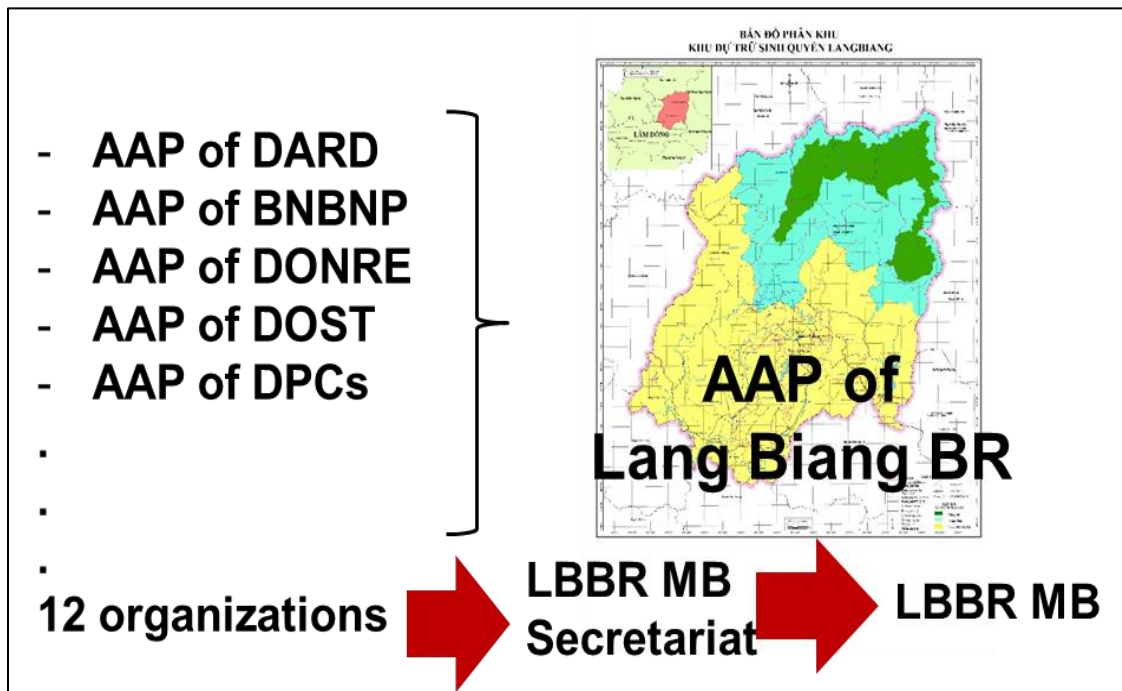 BẢN ĐỒ PHÂN KHU
KHU DỰ TRỮ SINH QUYỂN LANGBIANG
LÂM ĐỒNG
- AAP of DARD
- AAP of BNBNP
- AAP of DONRE
- AAP of DOST
- AAP of DPCs
.
.
.
12 organizations
AAP of
Lang Biang BR
LBBR MB
Secretariat
LBBR MB